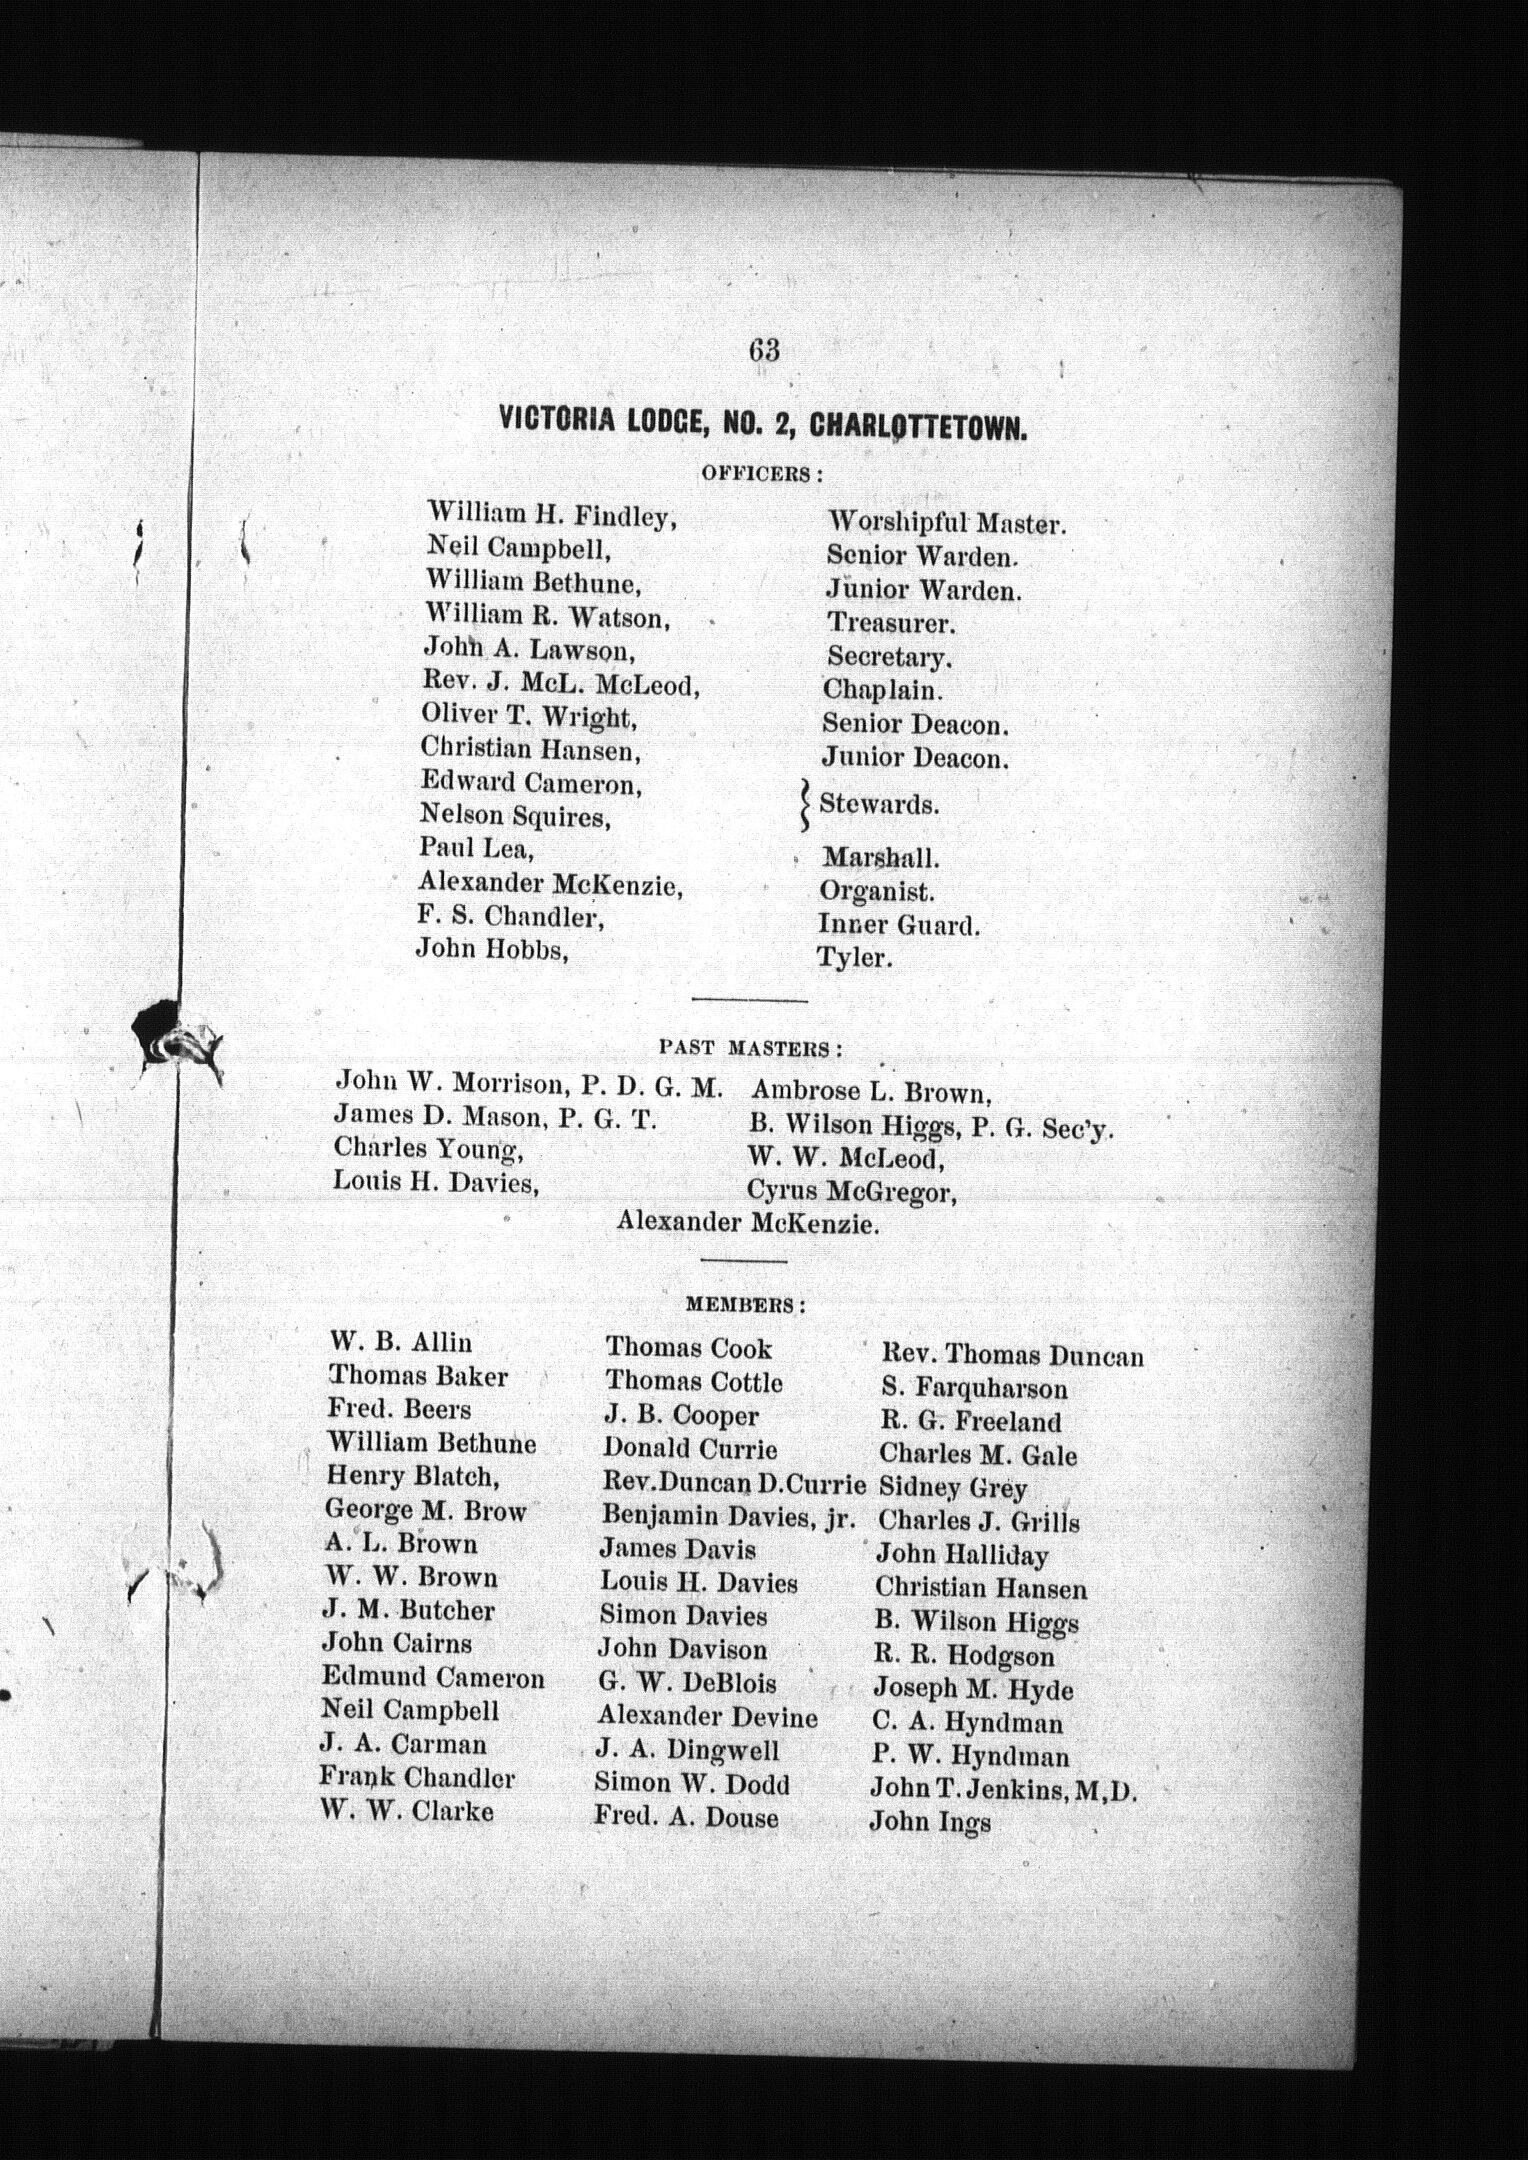 63
VICTORIA LODGE, NO. 2, CHARLOTTETOWN.
OFFICERS:
William H. Findley, Worshipful Master.
Neil Campbell, Senior Warden.
William Bethune, Junior Warden.
William R. Watson, Treasurer.
John A. Lawson, Secretary.
Rev. J. McL. McLeod, Chaplain.
Oliver T. Wright, Senior Deacon.
Christian Hansen, Junior Deacon.
Edward Cameron,
Nelson Squires, } Stewards.
Paul Lea, Marshall.
Alexander McKenzie, Organist.
F. S. Chandler, Inner Guard.
John Hobbs, Tyler.
PAST MASTERS:
John W. Morrison, P. D. G. M. Ambrose L. Brown,
James D. Mason, P. G. T. B. Wilson Higgs, P. G. Sec'y.
Charles Young, W. W. McLeod,
Louis H. Davies, Cyrus McGregor,
Alexander McKenzie.
MEMBERS:
W. B. Allin Thomas Cook Rev. Thomas Duncan
Thomas Baker Thomas Cottle S. Farquharson
Fred. Beers J. B. Cooper R. G. Freeland
William Bethune Donald Currie Charles M. Gale
Henry Blatch, Rev. Duncan D. Currie Sidney Grey
George M. Brow Benjamin Davies, jr. Charles J. Grills
A. L. Brown James Davis John Halliday
W. W. Brown Louis H. Davies Christian Hansen
J. M. Butcher Simon Davies B. Wilson Higgs
John Cairns John Davison R. R. Hodgson
Edmund Cameron G. W. DeBlois Joseph M. Hyde
Neil Campbell Alexander Devine C. A. Hyndman
J. A. Carman J. A. Dingwell P. W. Hyndman
Frank Chandler Simon W. Dodd John T. Jenkins, M,D.
W. W. Clarke Fred. A. Douse John Ings